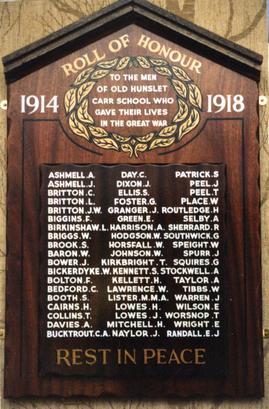 ROLL OF HONOUR
TO THE MEN
OF OLD HUNSLET
1914 CARR SCHOOL WHO 1918
GAVE THEIR LIVES
IN THE GREAT WAR
ASHMELL.A. DAY.C. PATRICK.S
ASHMELL.J. DIXON.J. PEEL.J
BRITTON.C. ELLIS.S. PEEL.T
BRITTON.L. FOSTER.G. PLACE.W
BRITTON.J.W. GRANGER.J. ROUTLEDGE.H
BIGGINS.F. GREEN.E. SELBY.A
BIRKINSHAW.L. HARRISON.A. SHERRARD.R
BRIGGS.W. HODGSON.W. SOUTHWICK.G
BROOK.S. HORSFALL.W. SPEIGHT.W
BARON.W. JOHNSON.W. SPURR.J
BOWER.J. KIRKBRIGHT.T. SQUIRES.G
BICKERDYKE.W. KENNETT.S. STOCKWELL.A
BOLTON.F. KELLETT.H. TAYLOR.A
BEDFORD.C. LAWRENCE.W. TIBBS.W
BOOTH.S. LISTER.M.M.A. WARREN.J
CAIRNS.H. LOWES.H. WILSON.E
COLLINS.T. LOWES.J. WORSNOP.T
DAVIES.A. MITCHELL.H. WRIGHT.E
BUCKTROUT.C.A. NAYLOR.J. RANDALL.E.J
REST IN PEACE